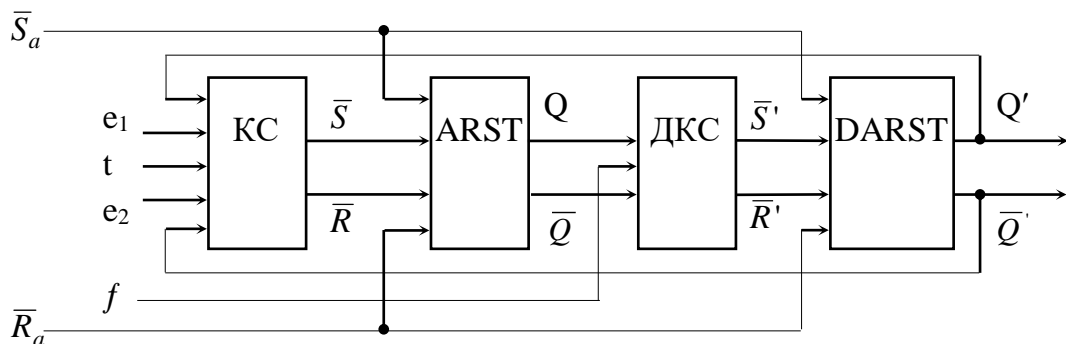 S̅ₐ
e₁
t
e₂
КС
S̅
R̅
ARST
Q
Q̅
ДКС
S̅'
R̅'
DARST
Q′
Q̅'
f
R̅ₐ